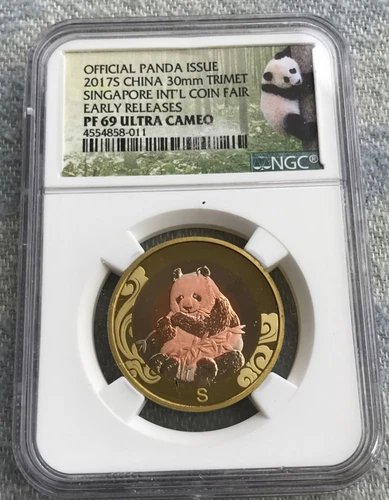 OFFICIAL PANDA ISSUE
2017S CHINA 30mm TRIMET
SINGAPORE INT'L COIN FAIR
EARLY RELEASES
PF 69 ULTRA CAMEO
4554858-011
NGC®
S